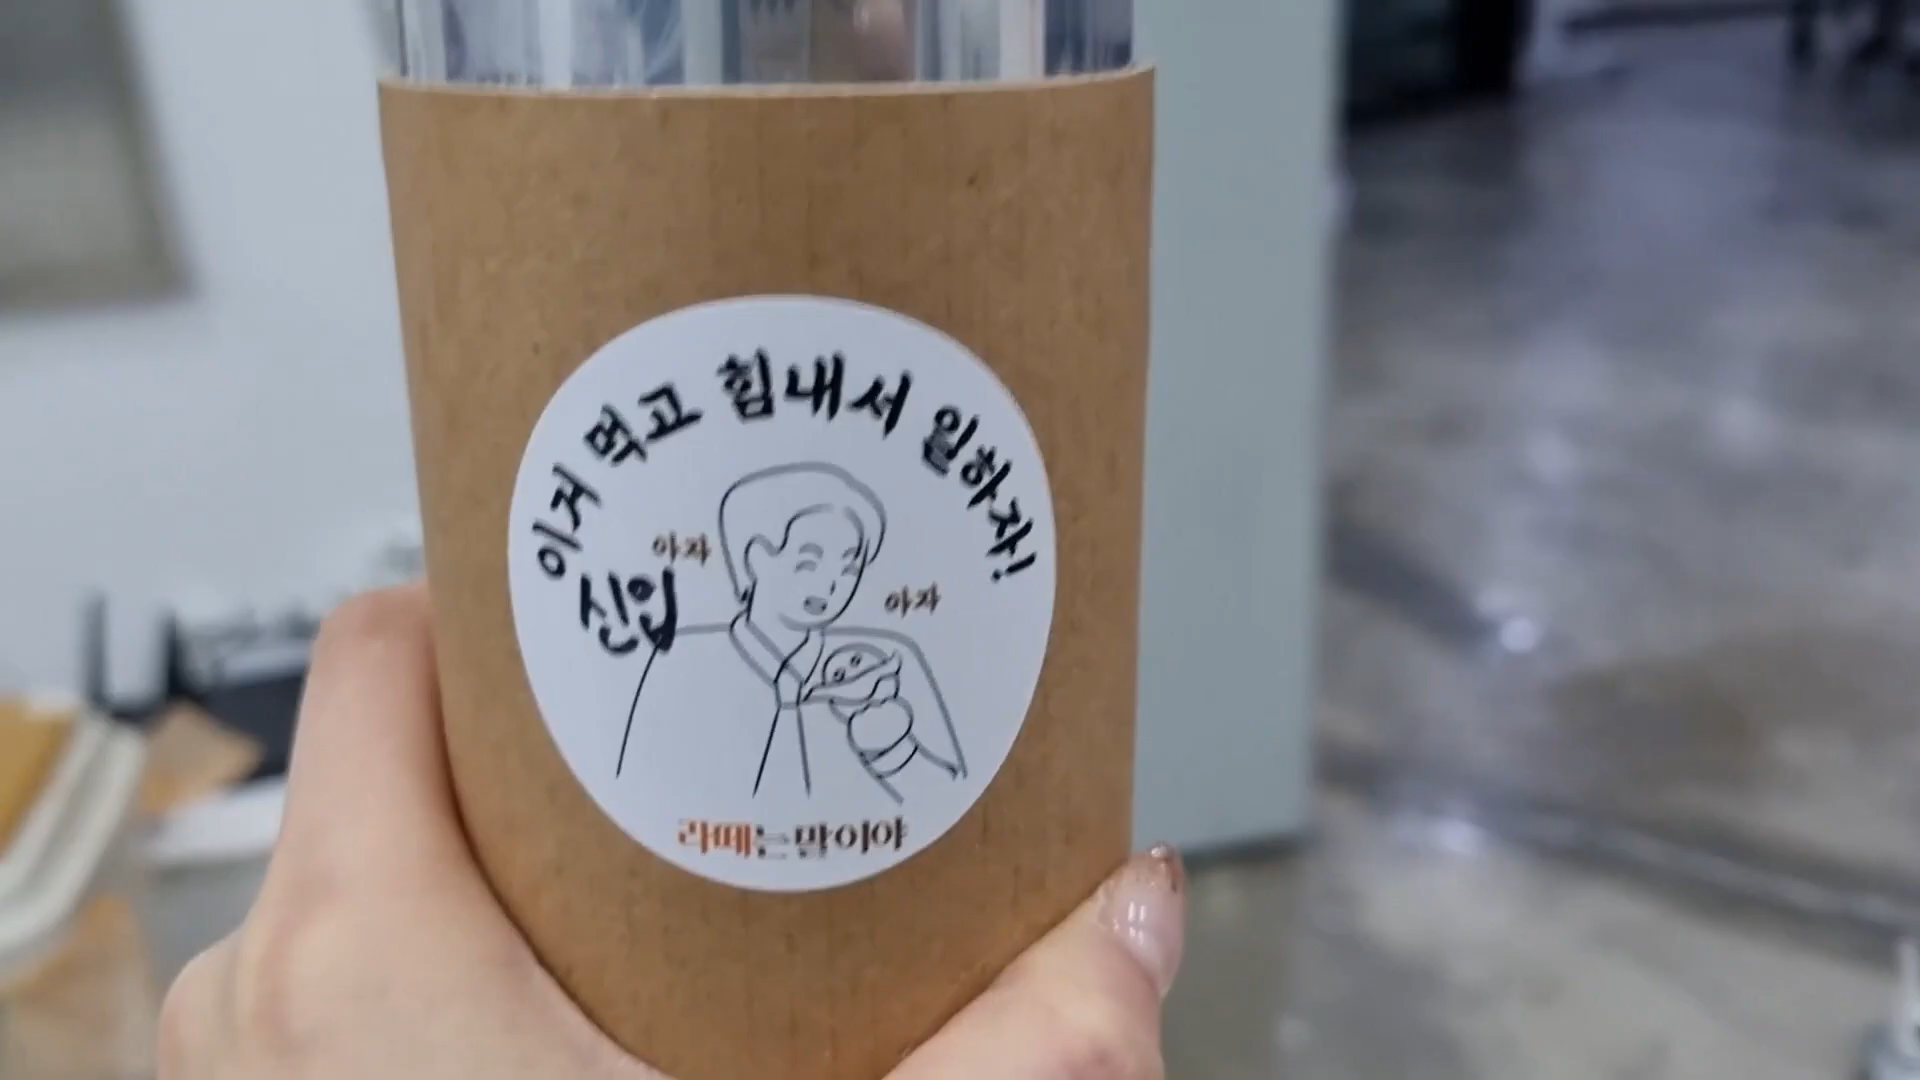 이거 먹고 힘내서 일하자!
아자
신입
아자
라떼는말이야